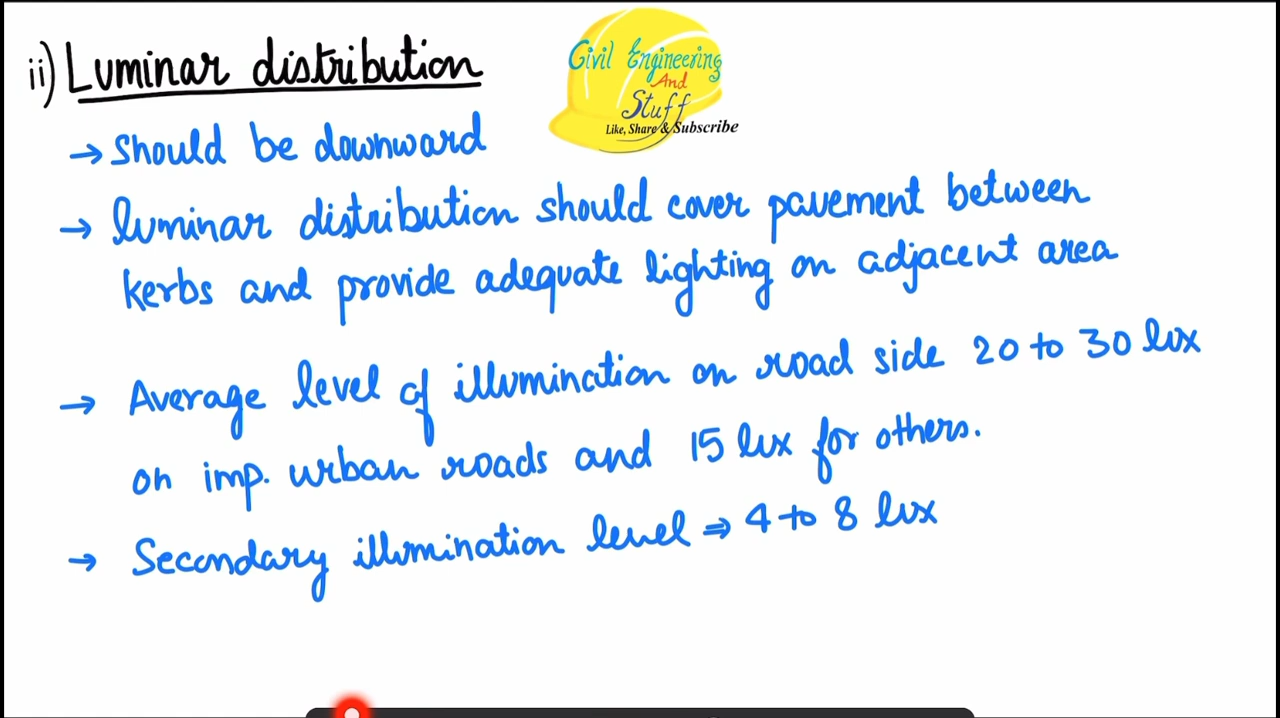 ii) Luminar distribution
Civil Engineering
And
Stuff
Like, Share & Subscribe
→ Should be downward
→ luminar distribution should cover pavement between
kerbs and provide adequate lighting on adjacent area
→ Average level of illumination on road side 20 to 30 lux
on imp. urban roads and 15 lux for others.
→ Secondary illumination level ⇒ 4 to 8 lux